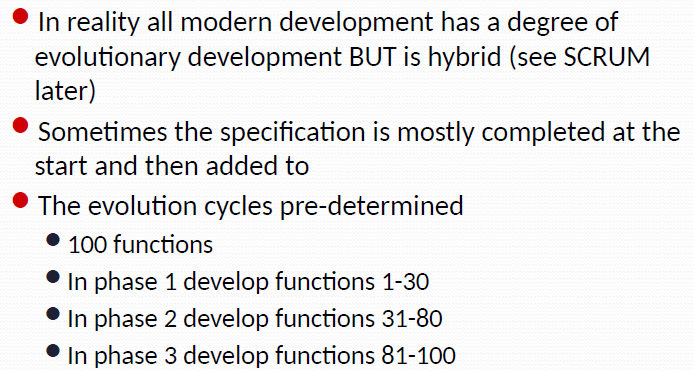 • In reality all modern development has a degree of
evolutionary development BUT is hybrid (see SCRUM
later)
• Sometimes the specification is mostly completed at the
start and then added to
• The evolution cycles pre-determined
• 100 functions
• In phase 1 develop functions 1-30
• In phase 2 develop functions 31-80
• In phase 3 develop functions 81-100